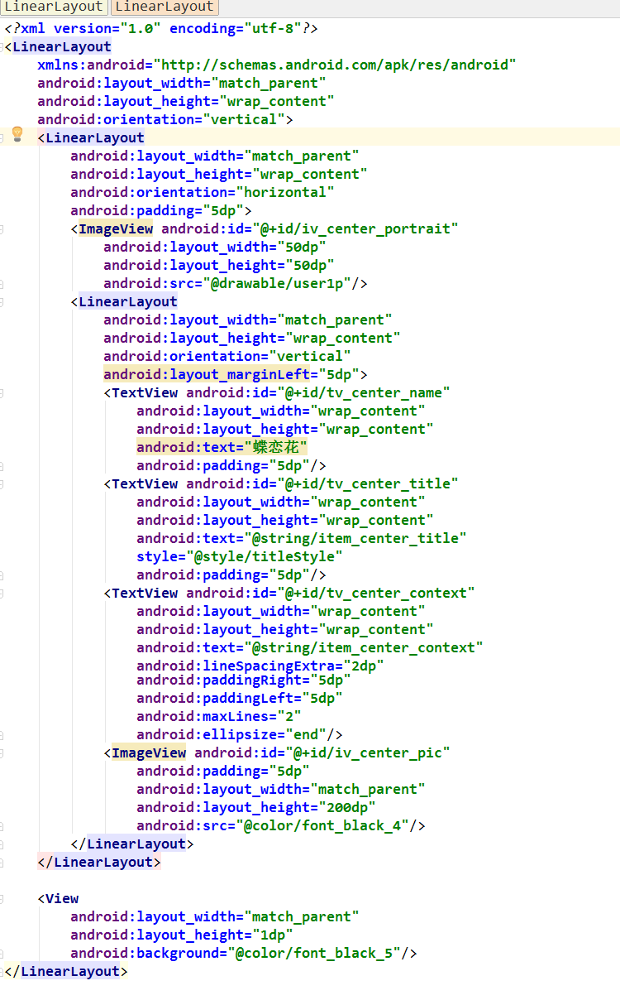 LinearLayout LinearLayout
<?xml version="1.0" encoding="utf-8"?>
<LinearLayout
    xmlns:android="http://schemas.android.com/apk/res/android"
    android:layout_width="match_parent"
    android:layout_height="wrap_content"
    android:orientation="vertical">
    <LinearLayout
        android:layout_width="match_parent"
        android:layout_height="wrap_content"
        android:orientation="horizontal"
        android:padding="5dp">
        <ImageView android:id="@+id/iv_center_portrait"
            android:layout_width="50dp"
            android:layout_height="50dp"
            android:src="@drawable/user1p"/>
        <LinearLayout
            android:layout_width="match_parent"
            android:layout_height="wrap_content"
            android:orientation="vertical"
            android:layout_marginLeft="5dp">
            <TextView android:id="@+id/tv_center_name"
                android:layout_width="wrap_content"
                android:layout_height="wrap_content"
                android:text="蝶恋花"
                android:padding="5dp"/>
            <TextView android:id="@+id/tv_center_title"
                android:layout_width="wrap_content"
                android:layout_height="wrap_content"
                android:text="@string/item_center_title"
                style="@style/titleStyle"
                android:padding="5dp"/>
            <TextView android:id="@+id/tv_center_context"
                android:layout_width="wrap_content"
                android:layout_height="wrap_content"
                android:text="@string/item_center_context"
                android:lineSpacingExtra="2dp"
                android:paddingRight="5dp"
                android:paddingLeft="5dp"
                android:maxLines="2"
                android:ellipsize="end"/>
            <ImageView android:id="@+id/iv_center_pic"
                android:padding="5dp"
                android:layout_width="match_parent"
                android:layout_height="200dp"
                android:src="@color/font_black_4"/>
        </LinearLayout>
    </LinearLayout>
    <View
        android:layout_width="match_parent"
        android:layout_height="1dp"
        android:background="@color/font_black_5"/>
</LinearLayout>